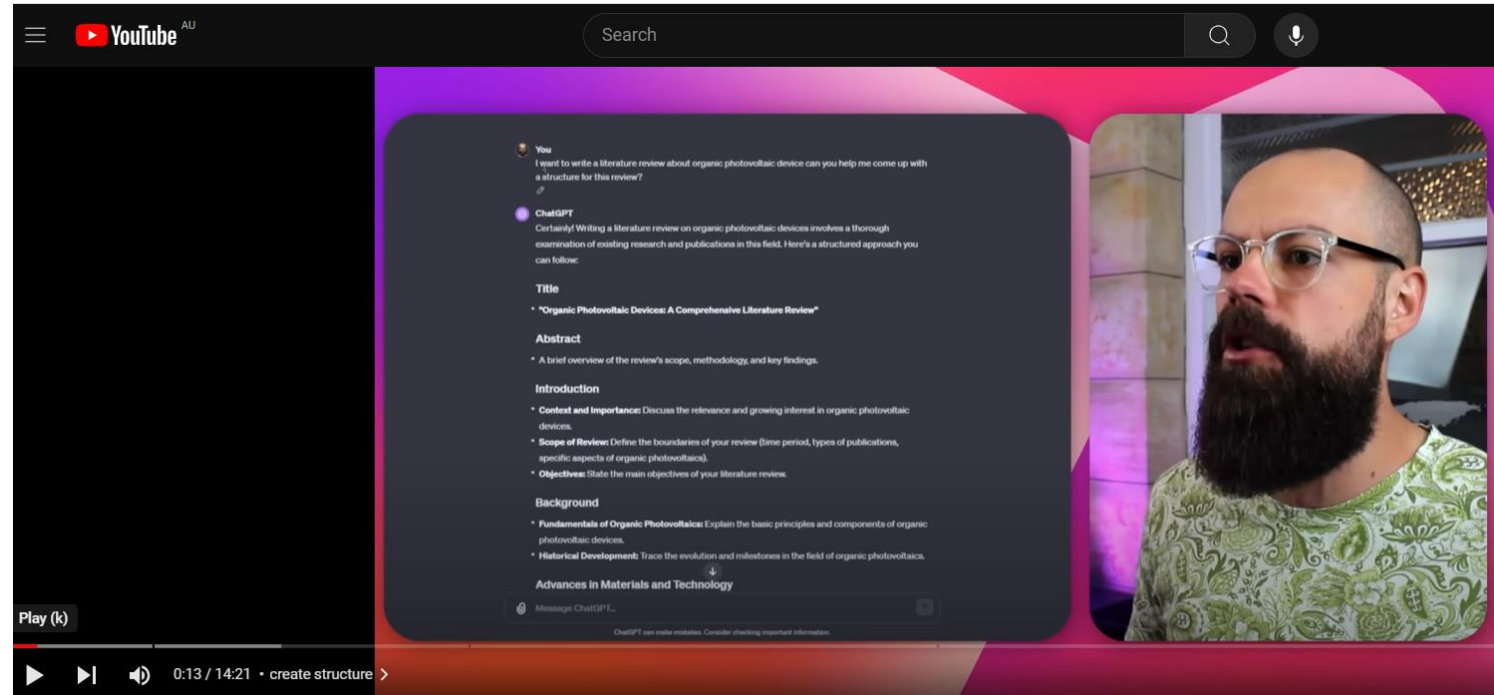 YouTube AU
Search
You
I want to write a literature review about organic photovoltaic device can you help me come up with
a structure for this review?
ChatGPT
Certainly! Writing a literature review on organic photovoltaic devices involves a thorough
examination of existing research and publications in this field. Here's a structured approach you
can follow:
Title
• "Organic Photovoltaic Devices: A Comprehensive Literature Review"
Abstract
• A brief overview of the review's scope, methodology, and key findings.
Introduction
• Context and Importance: Discuss the relevance and growing interest in organic photovoltaic
devices.
• Scope of Review: Define the boundaries of your review (time period, types of publications,
specific aspects of organic photovoltaics).
• Objectives: State the main objectives of your literature review.
Background
• Fundamentals of Organic Photovoltaics: Explain the basic principles and components of organic
photovoltaic devices.
• Historical Development: Trace the evolution and milestones in the field of organic photovoltaics.
Advances in Materials and Technology
Message ChatGPT...
ChatGPT can make mistakes. Consider checking important information.
Play (k)
0:13 / 14:21 • create structure >